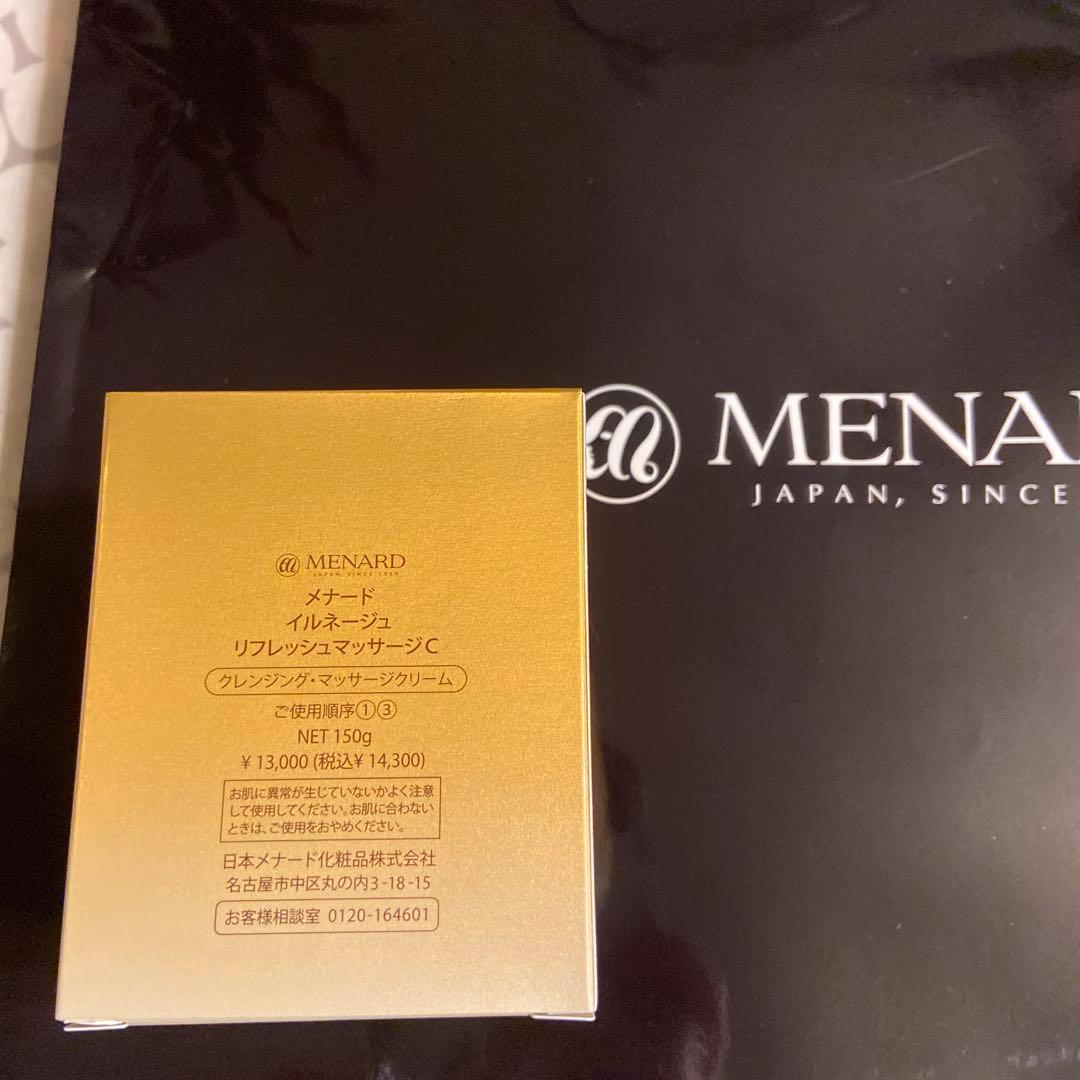 MENAR
JAPAN, SINCE
MENARD
JAPAN, SINCE 1959
メナード
イルネージュ
リフレッシュマッサージC
クレンジング・マッサージクリーム
ご使用順序①③
NET 150g
¥13,000 (税込¥14,300)
お肌に異常が生じていないかよく注意
して使用してください。お肌に合わない
ときは、ご使用をおやめください。
日本メナード化粧品株式会社
名古屋市中区丸の内3-18-15
お客様相談室 0120-164601